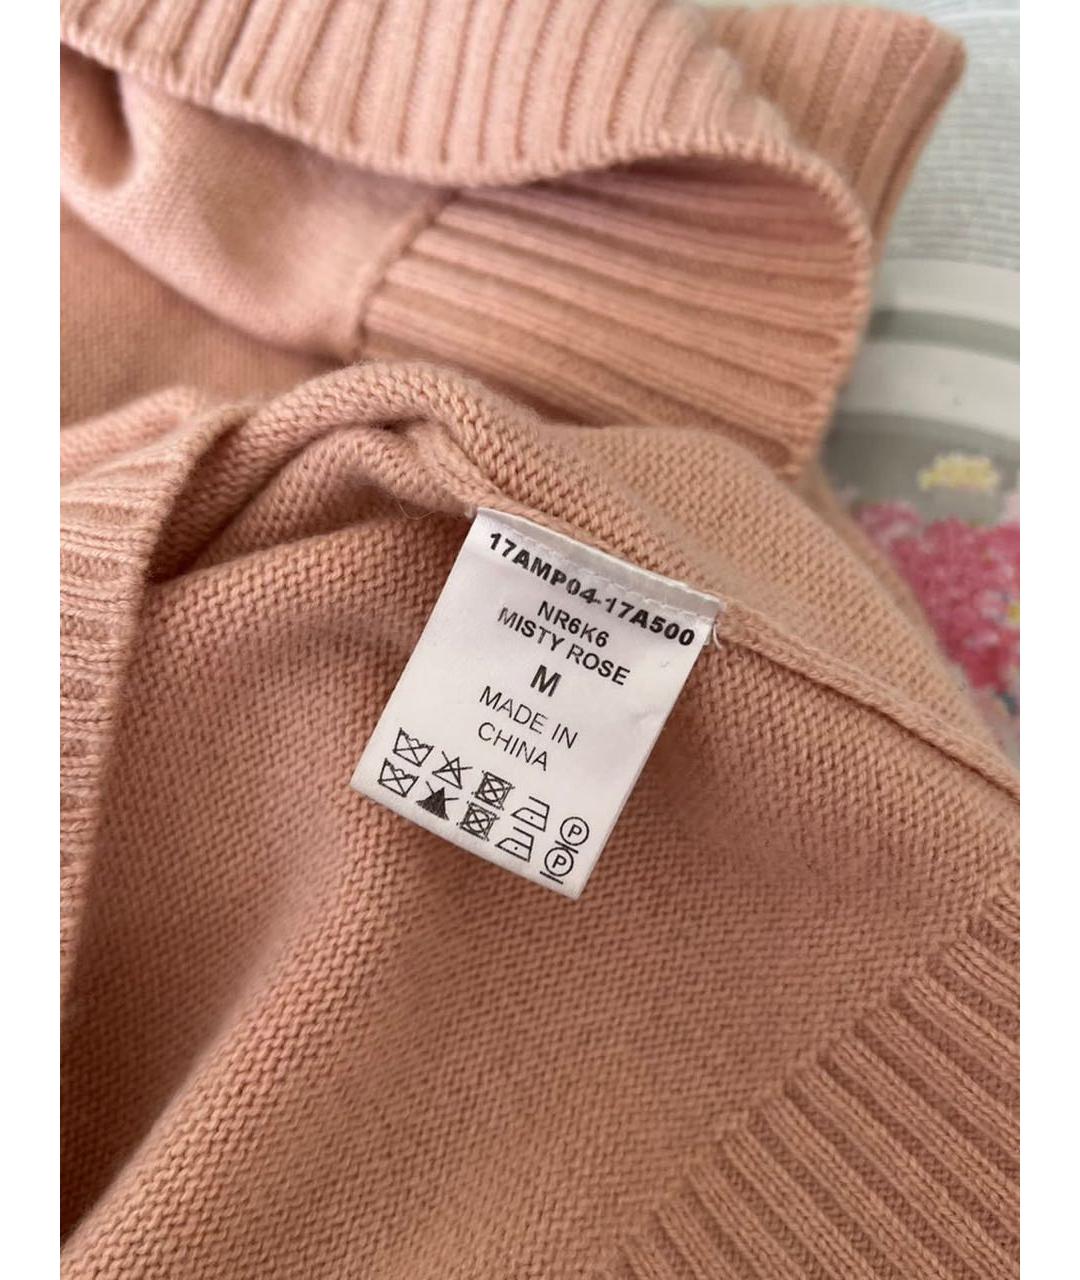 17AMP04-17A500
NR6K6
MISTY ROSE
M
MADE IN
CHINA
P
P